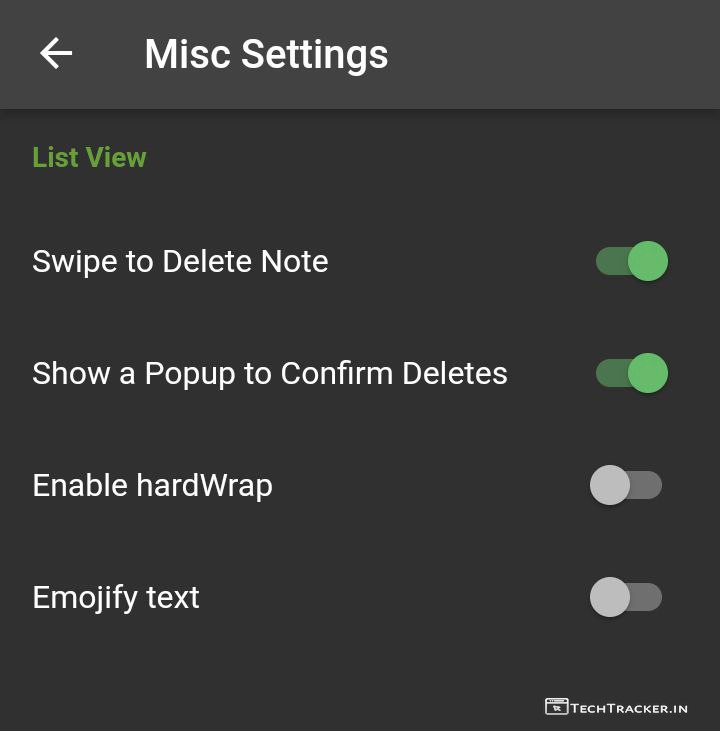 Misc Settings
List View
Swipe to Delete Note
Show a Popup to Confirm Deletes
Enable hardWrap
Emojify text
TECHTRACKER.IN